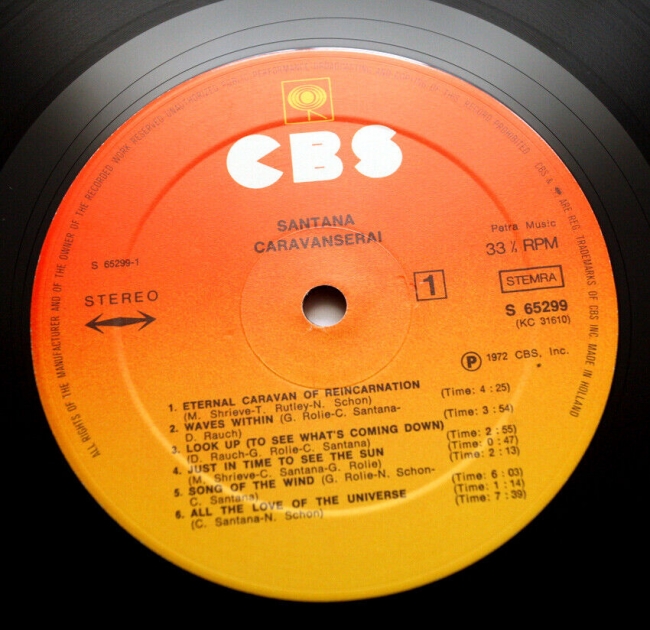 CBS
SANTANA
CARAVANSERAI
S 65299-1
STEREO
Petra Music
33⅓ RPM
1
STEMRA
S 65299
(KC 31610)
P 1972 CBS, Inc.
1. ETERNAL CARAVAN OF REINCARNATION (Time: 4 : 25)
(M. Shrieve-T. Rutley-N. Schon)
2. WAVES WITHIN (G. Rolie-C. Santana- (Time: 3 : 54)
D. Rauch)
3. LOOK UP (TO SEE WHAT'S COMING DOWN) (Time: 2 : 55)
(D. Rauch-G. Rolie-C. Santana) (Time: 0 : 47)
4. JUST IN TIME TO SEE THE SUN (Time: 2 : 13)
(M. Shrieve-C. Santana-G. Rolie)
5. SONG OF THE WIND (G. Rolie-N. Schon- (Time: 6 : 03)
C. Santana) (Time: 1 : 14)
6. ALL THE LOVE OF THE UNIVERSE (Time: 7 : 39)
(C. Santana-N. Schon)
ALL RIGHTS OF THE MANUFACTURER AND OF THE OWNER OF THE RECORDED WORK RESERVED UNAUTHORIZED PROHIBITED
CBS & ARE REG. TRADEMARKS OF CBS INC. MADE IN HOLLAND